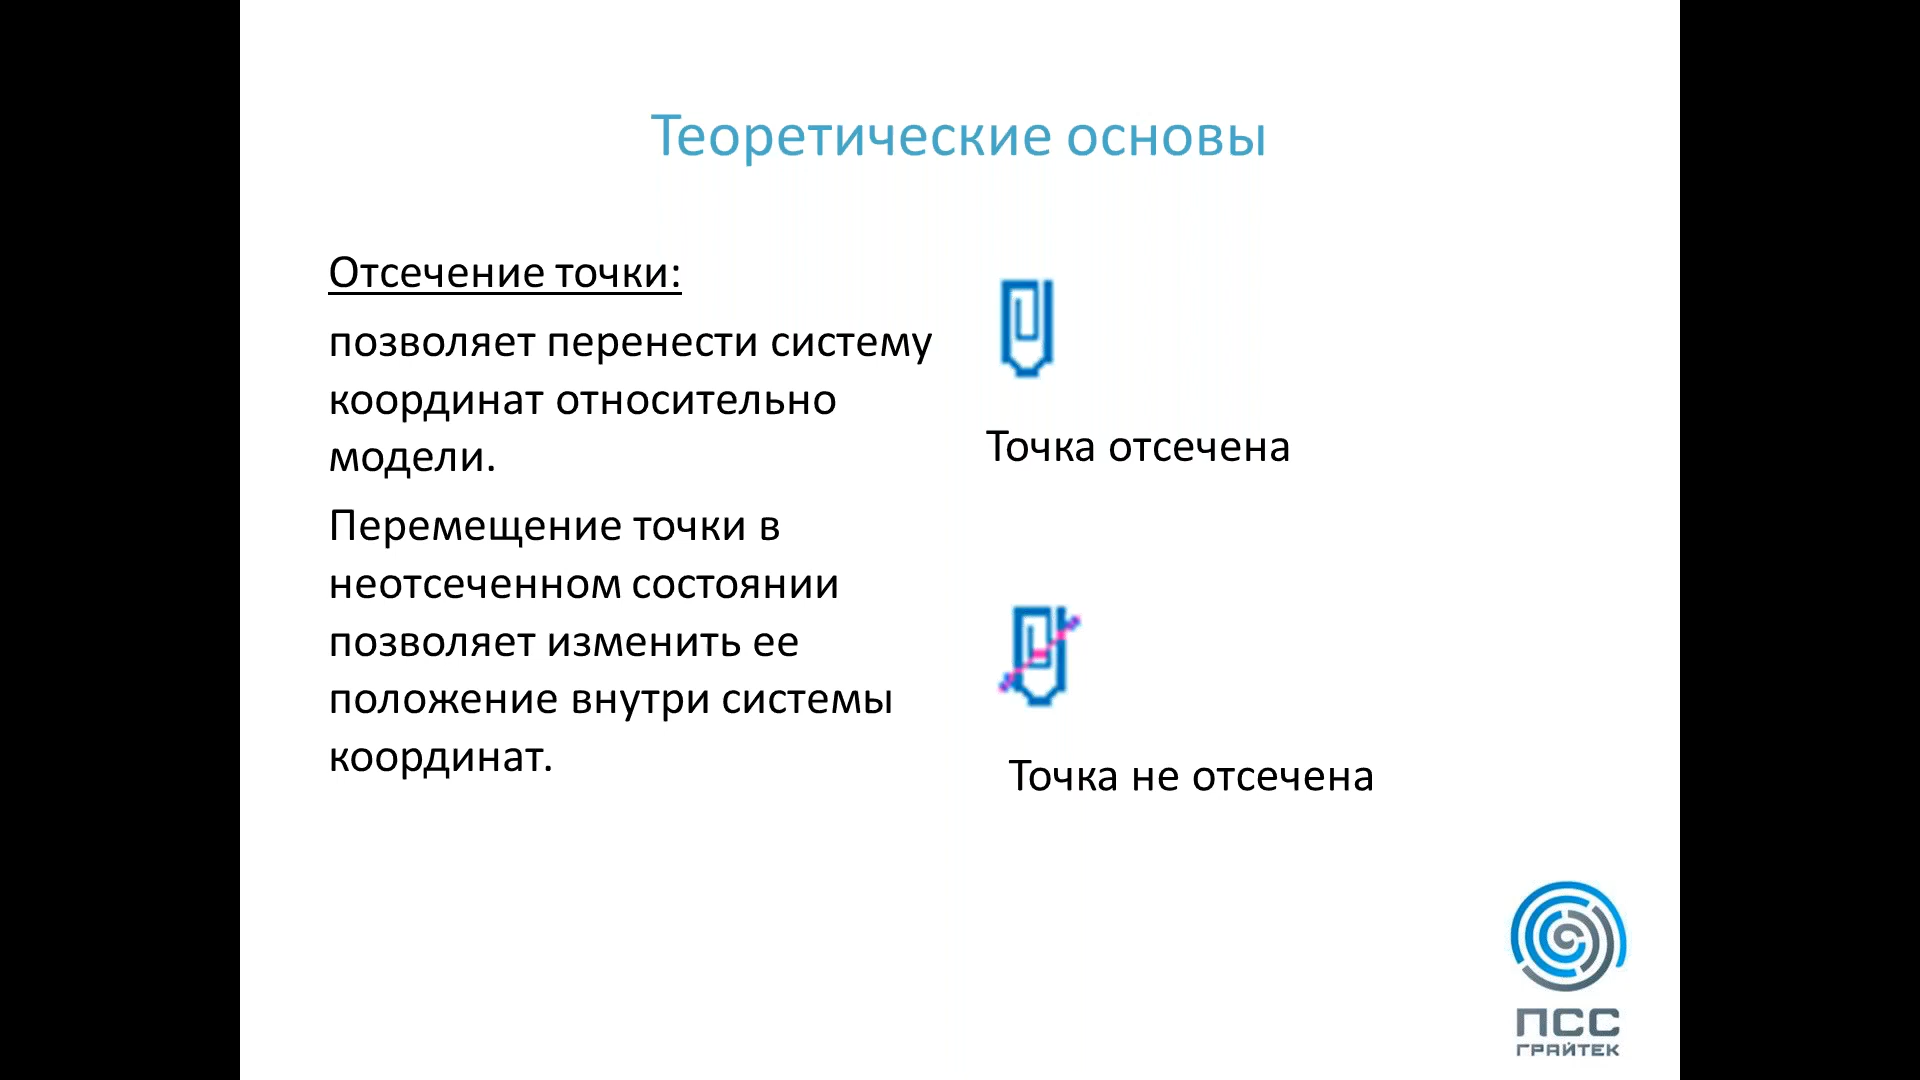 Теоретические основы
Отсечение точки:
позволяет перенести систему
координат относительно
модели.
Перемещение точки в
неотсеченном состоянии
позволяет изменить ее
положение внутри системы
координат.
Точка отсечена
Точка не отсечена
ПСС
ГРАЙТЕК